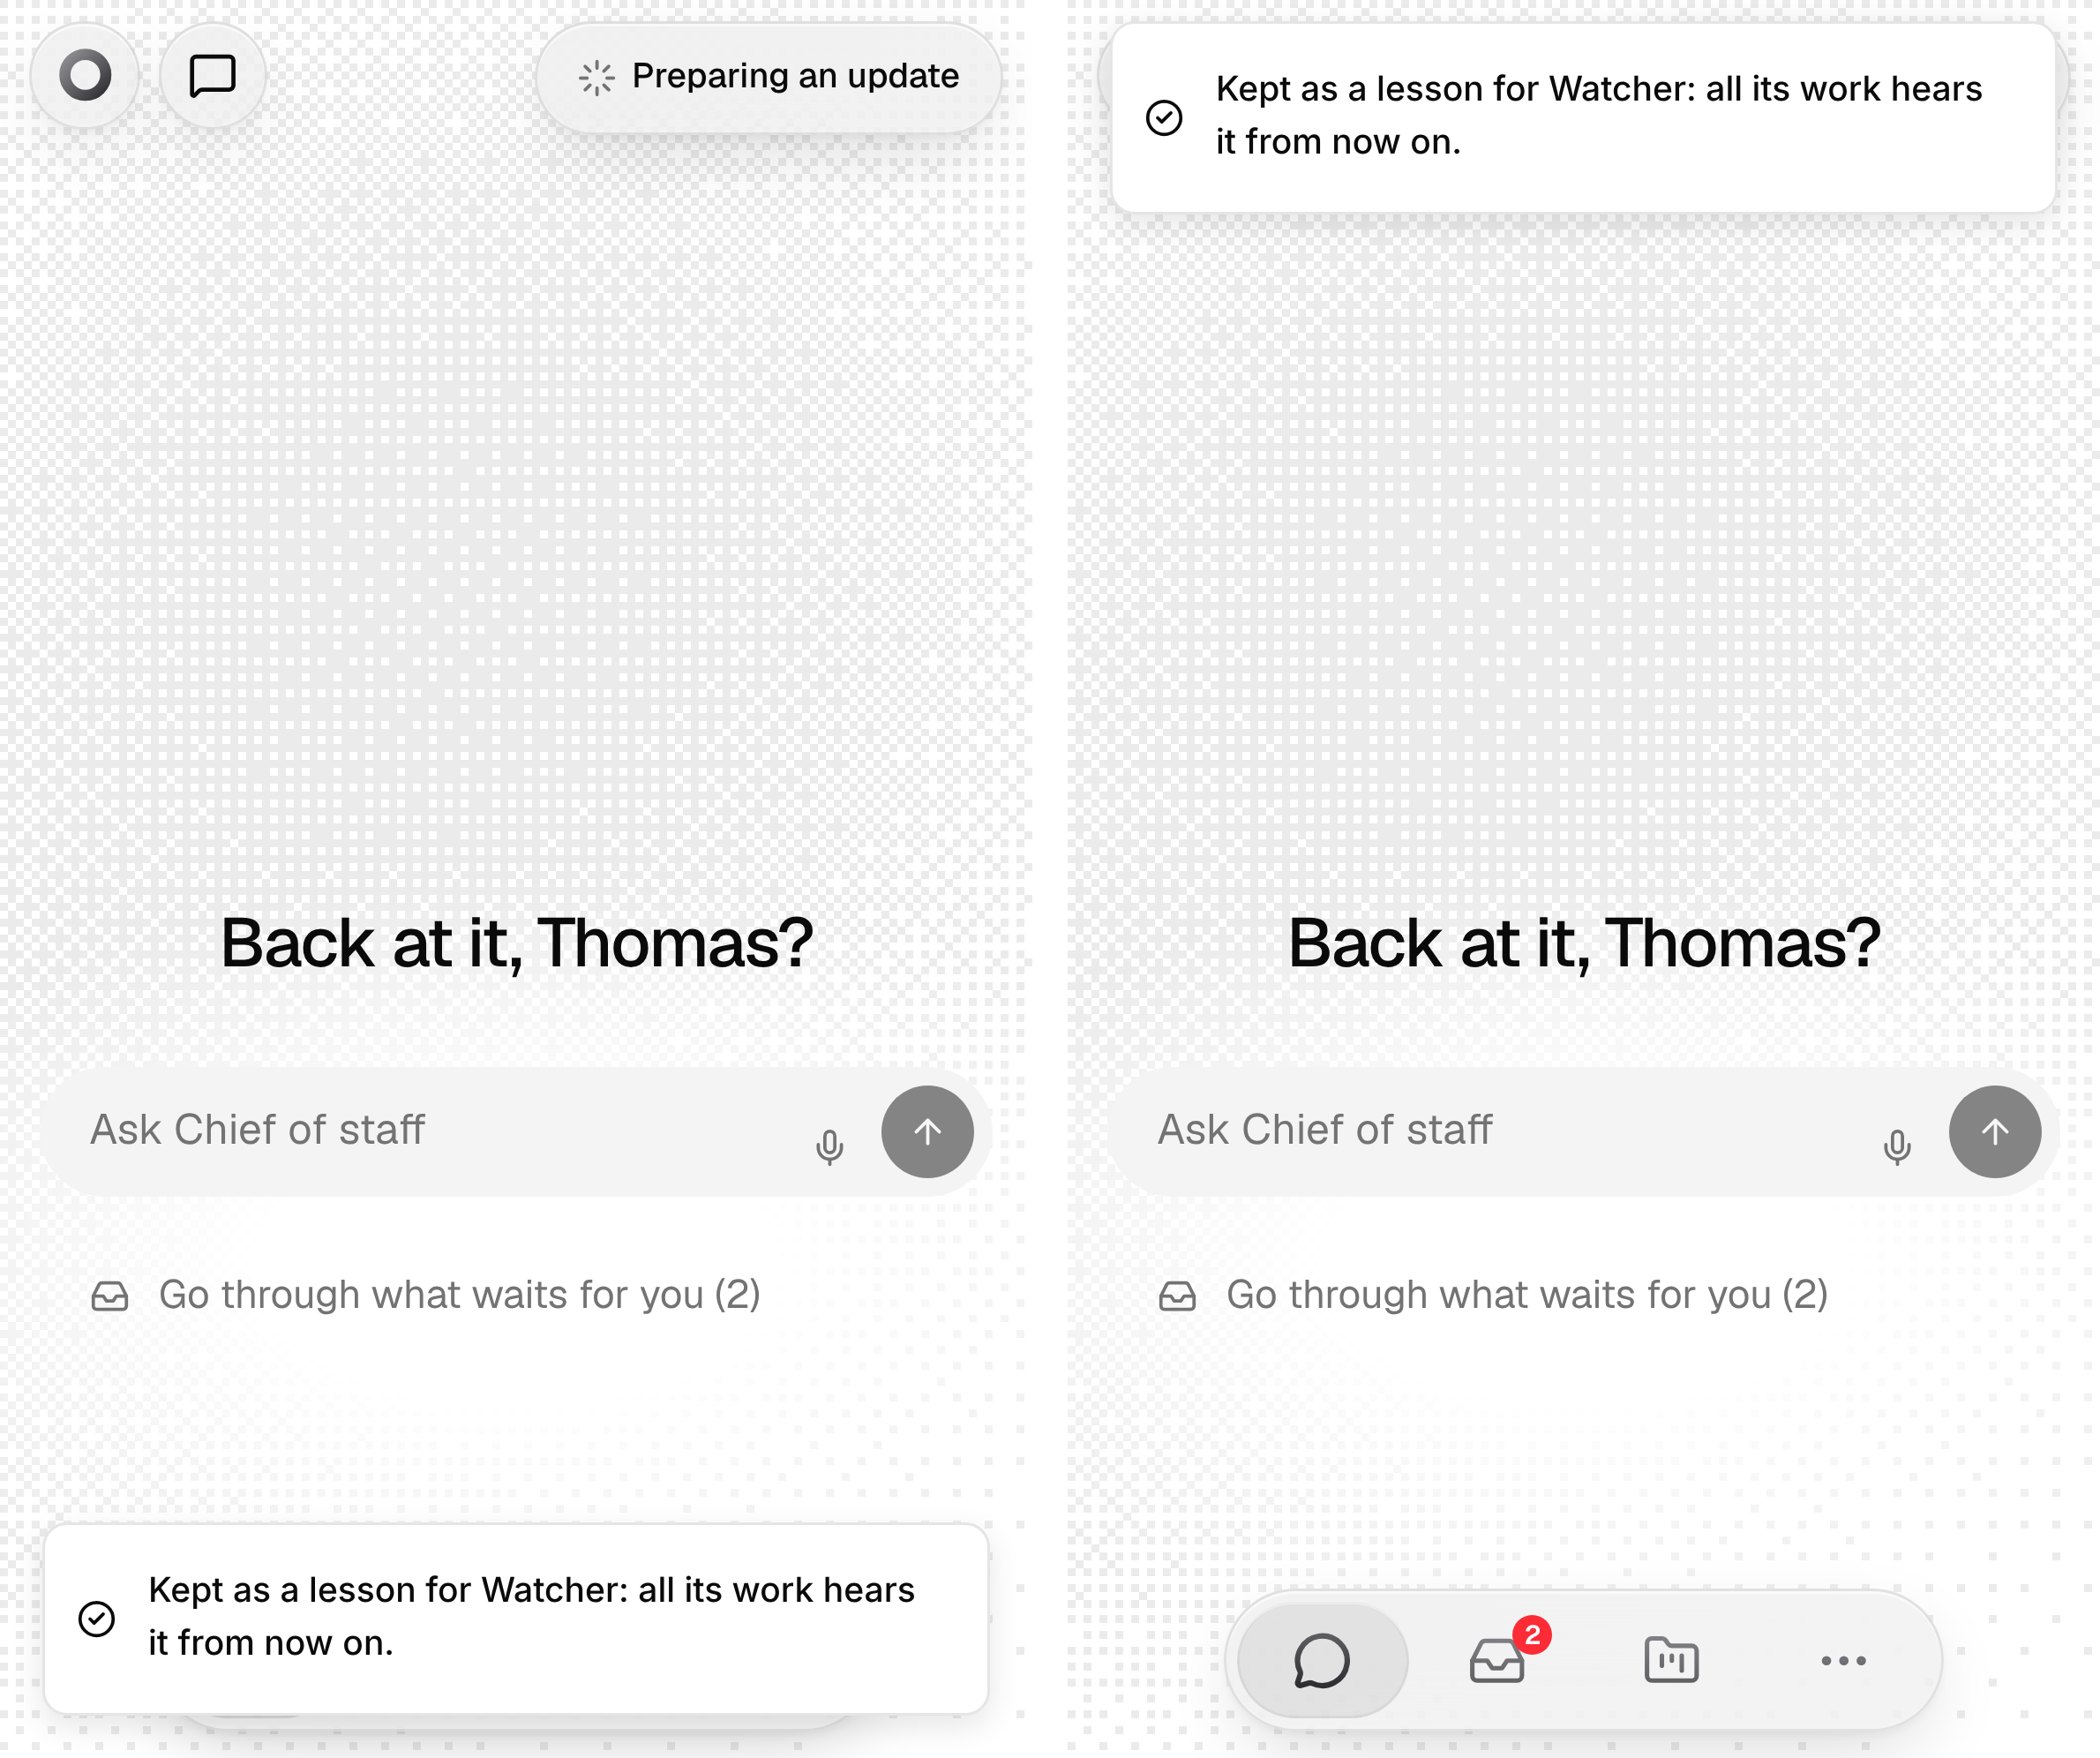 Preparing an update
Back at it, Thomas?
Ask Chief of staff
Go through what waits for you (2)
Kept as a lesson for Watcher: all its work hears
it from now on.
Kept as a lesson for Watcher: all its work hears
it from now on.
Back at it, Thomas?
Ask Chief of staff
Go through what waits for you (2)
2